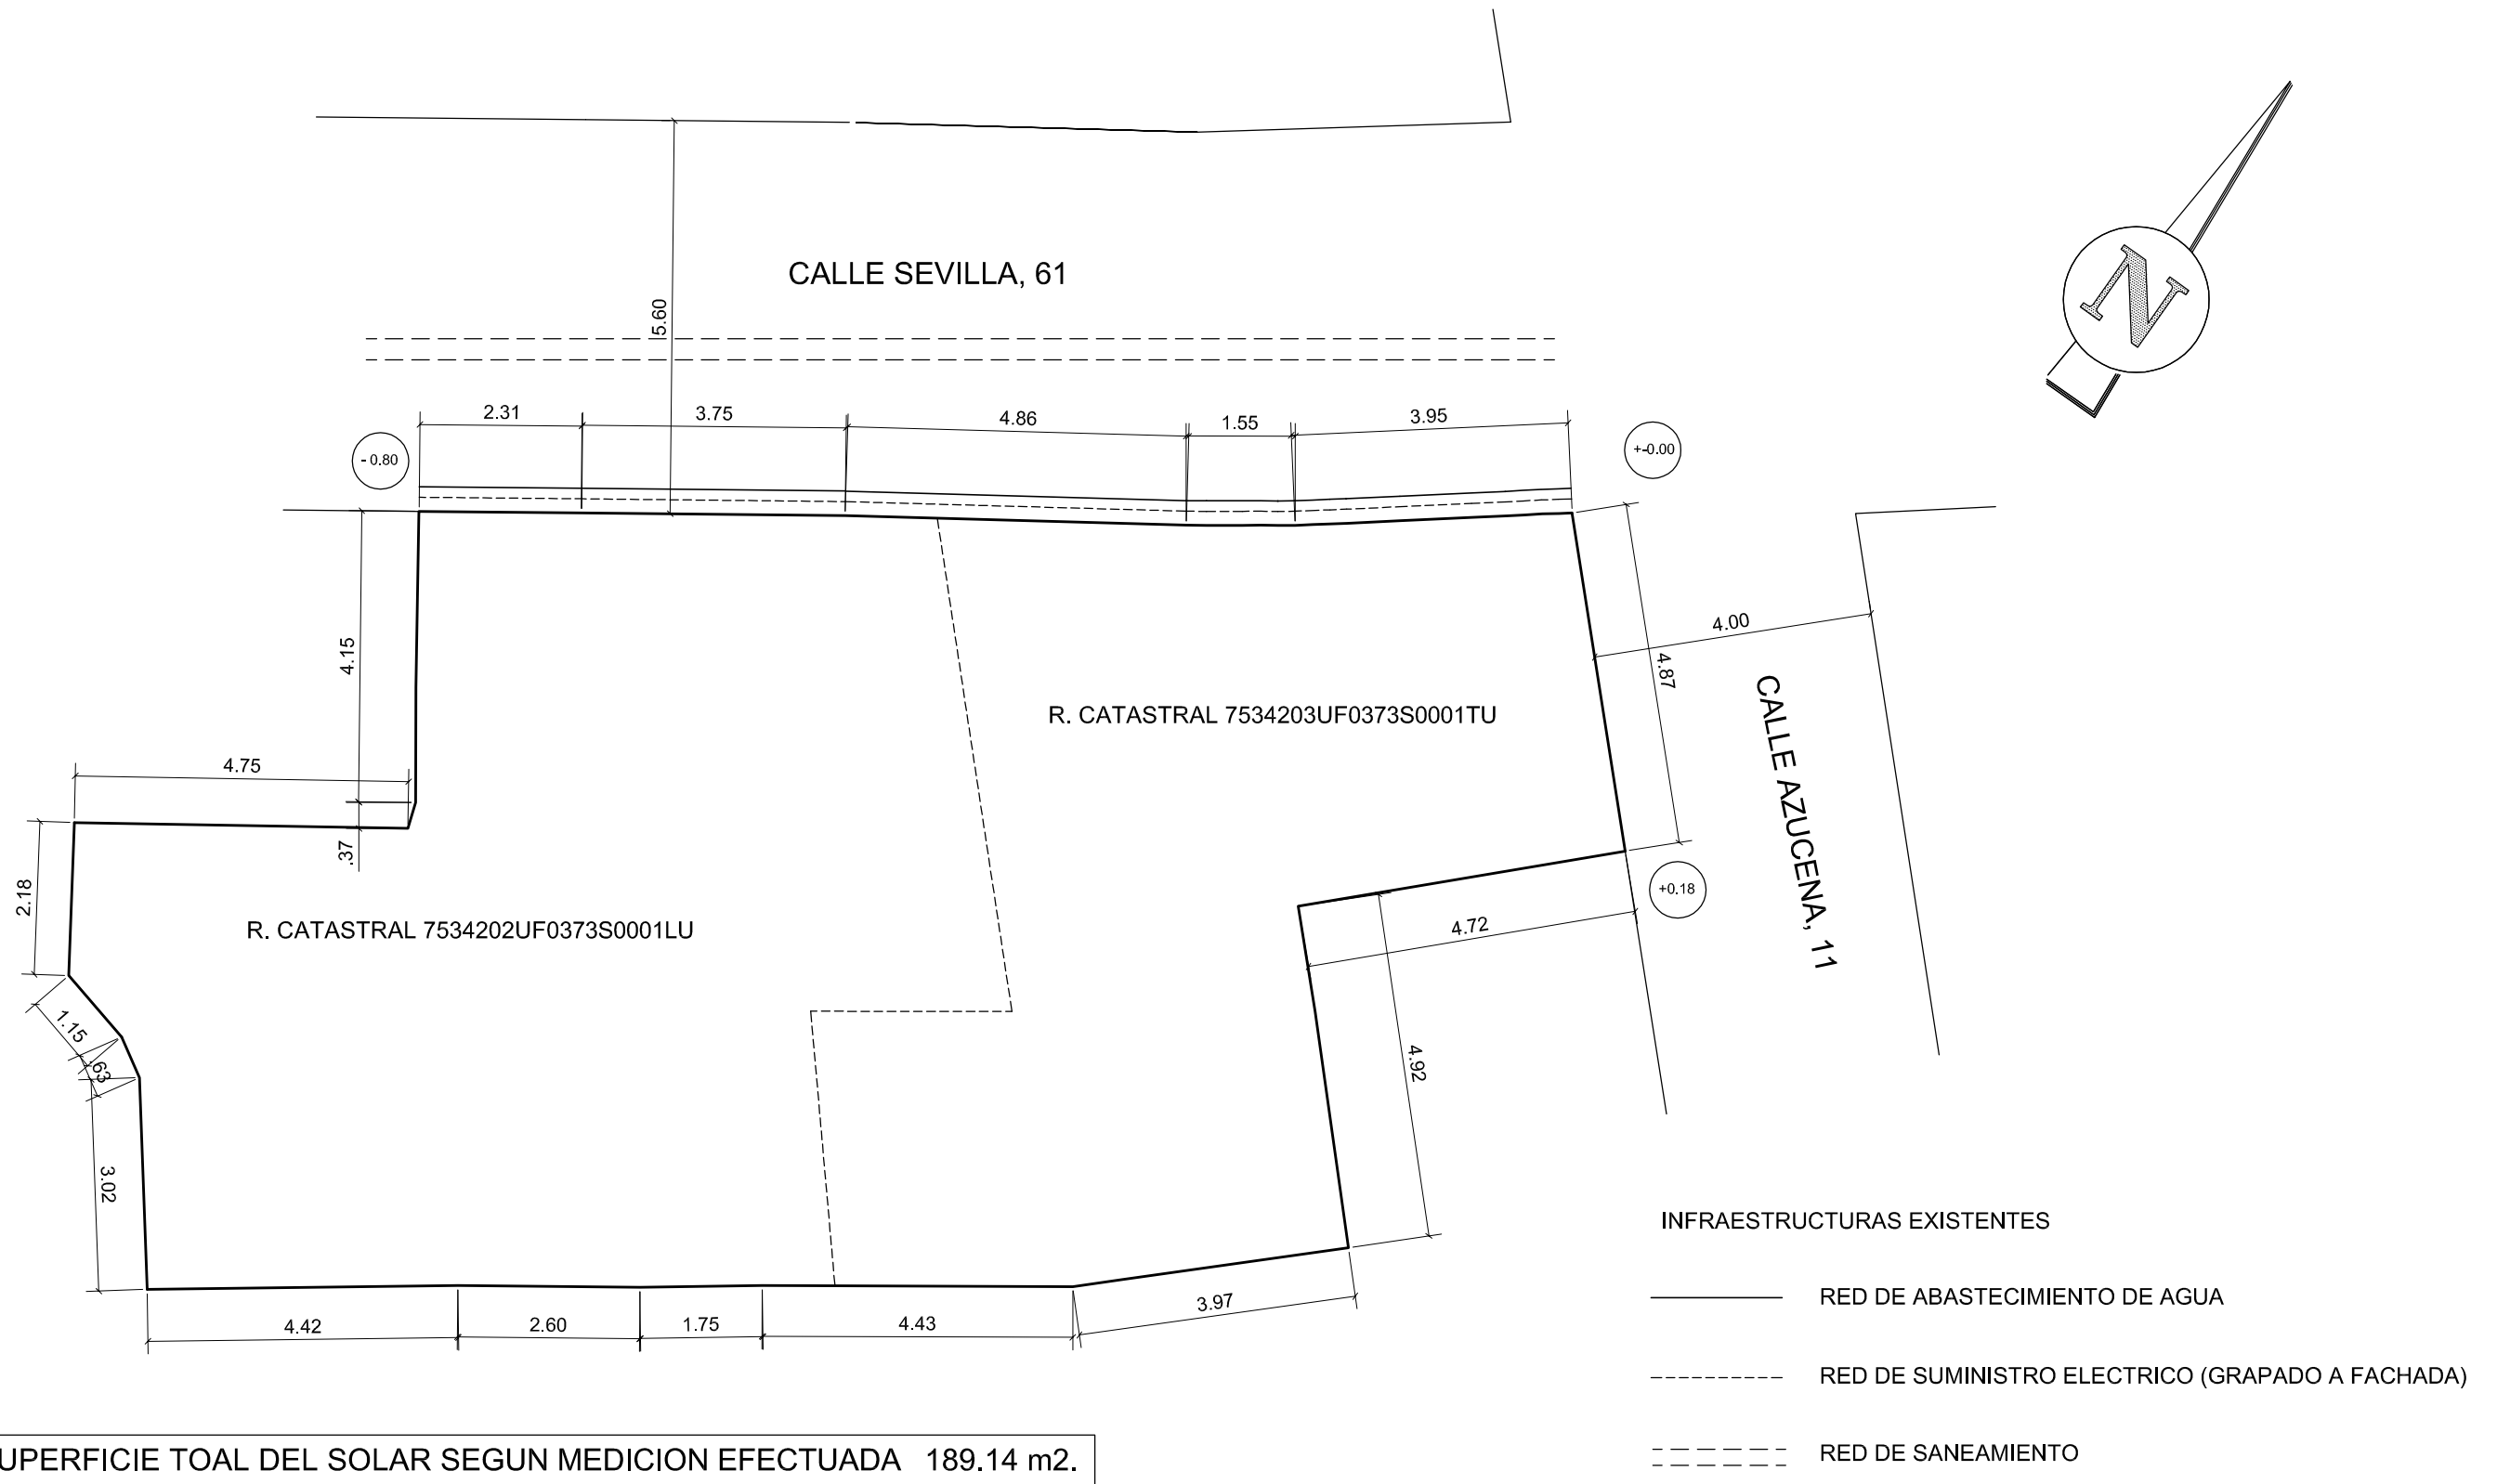 CALLE SEVILLA, 61
N
5.60
2.31
3.75
4.86
1.55
3.95
- 0.80
+-0.00
4.15
4.00
4.87
CALLE AZUCENA, 11
R. CATASTRAL 7534203UF0373S0001TU
4.75
.37
2.18
R. CATASTRAL 7534202UF0373S0001LU
+0.18
4.72
1.15
.63
4.92
3.02
4.42
2.60
1.75
4.43
3.97
INFRAESTRUCTURAS EXISTENTES
RED DE ABASTECIMIENTO DE AGUA
RED DE SUMINISTRO ELECTRICO (GRAPADO A FACHADA)
RED DE SANEAMIENTO
UPERFICIE TOAL DEL SOLAR SEGUN MEDICION EFECTUADA 189.14 m2.